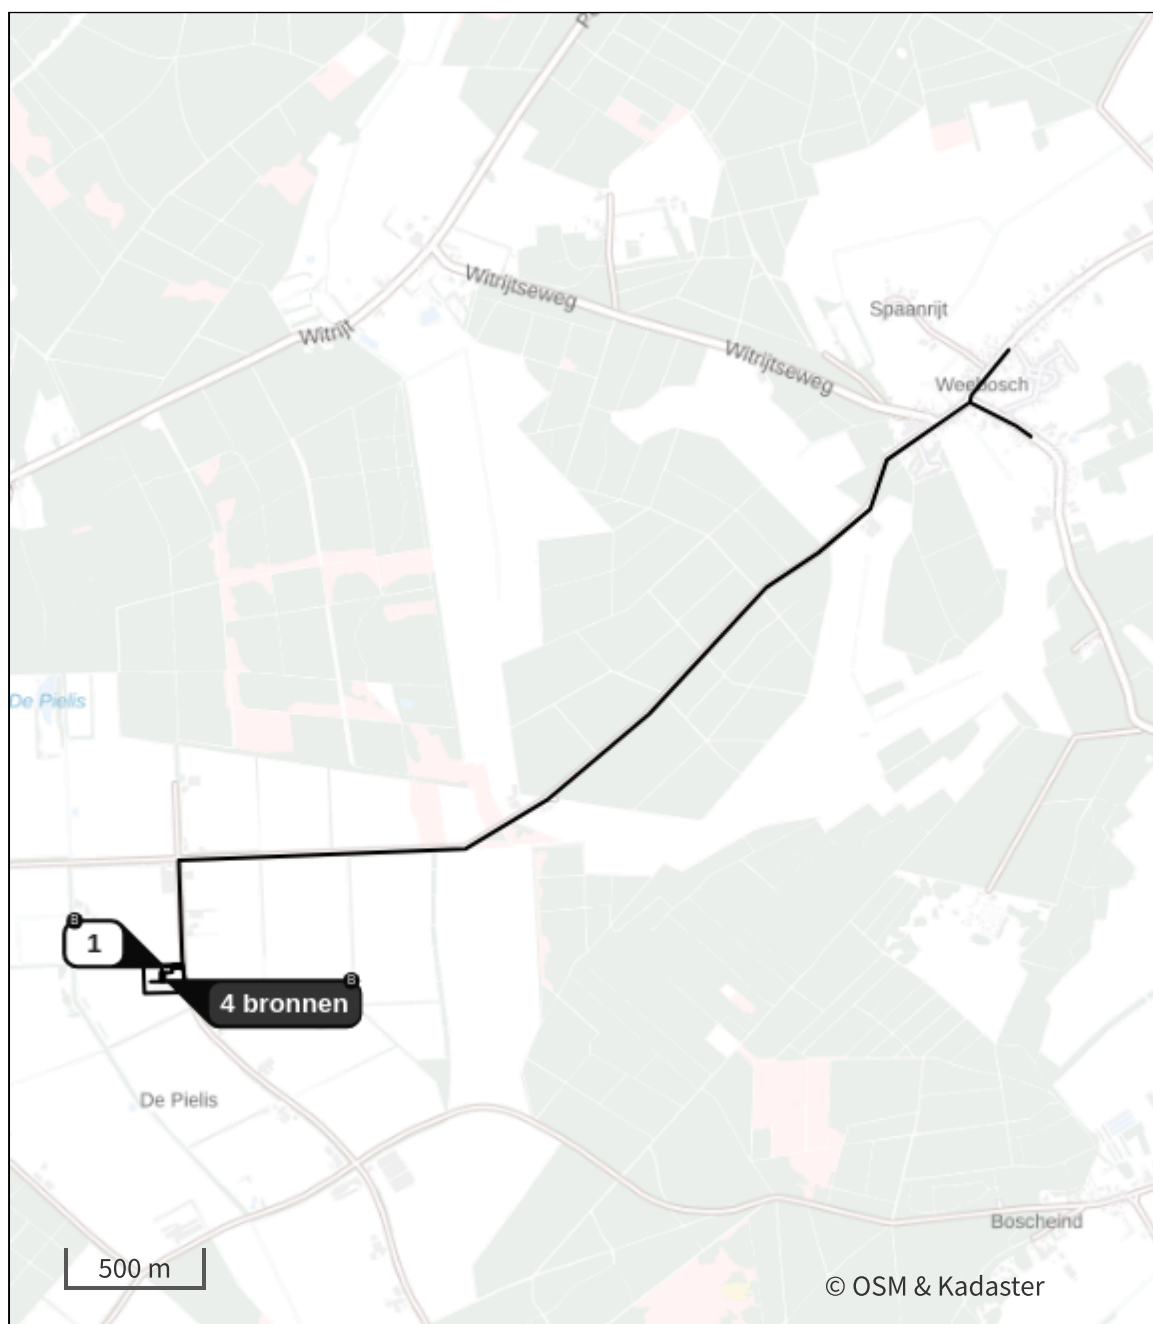 Witrijtseweg
Spaanrijt
Witrijt
Witrijtseweg
Weebosch
De Pielis
B
1
B
4 bronnen
De Pielis
Boscheind
500 m
© OSM & Kadaster